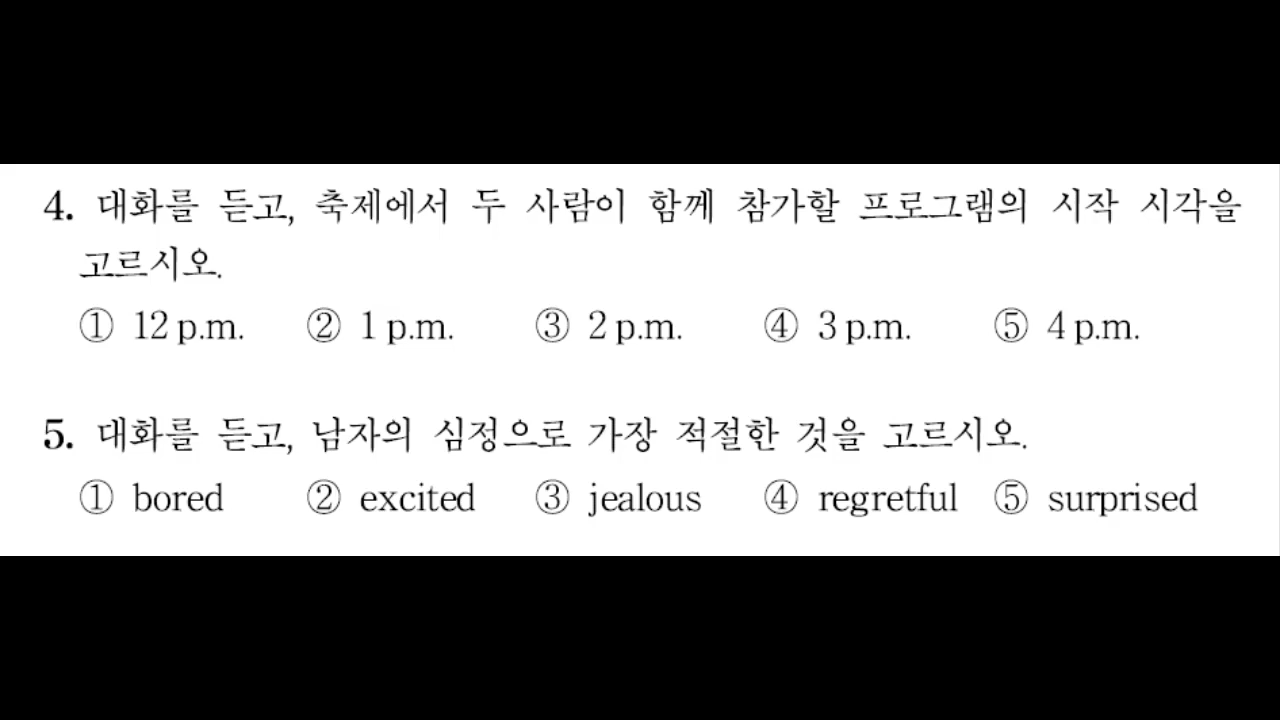 4. 대화를 듣고, 축제에서 두 사람이 함께 참가할 프로그램의 시작 시각을
고르시오.
① 12 p.m. ② 1 p.m. ③ 2 p.m. ④ 3 p.m. ⑤ 4 p.m.
5. 대화를 듣고, 남자의 심정으로 가장 적절한 것을 고르시오.
① bored ② excited ③ jealous ④ regretful ⑤ surprised